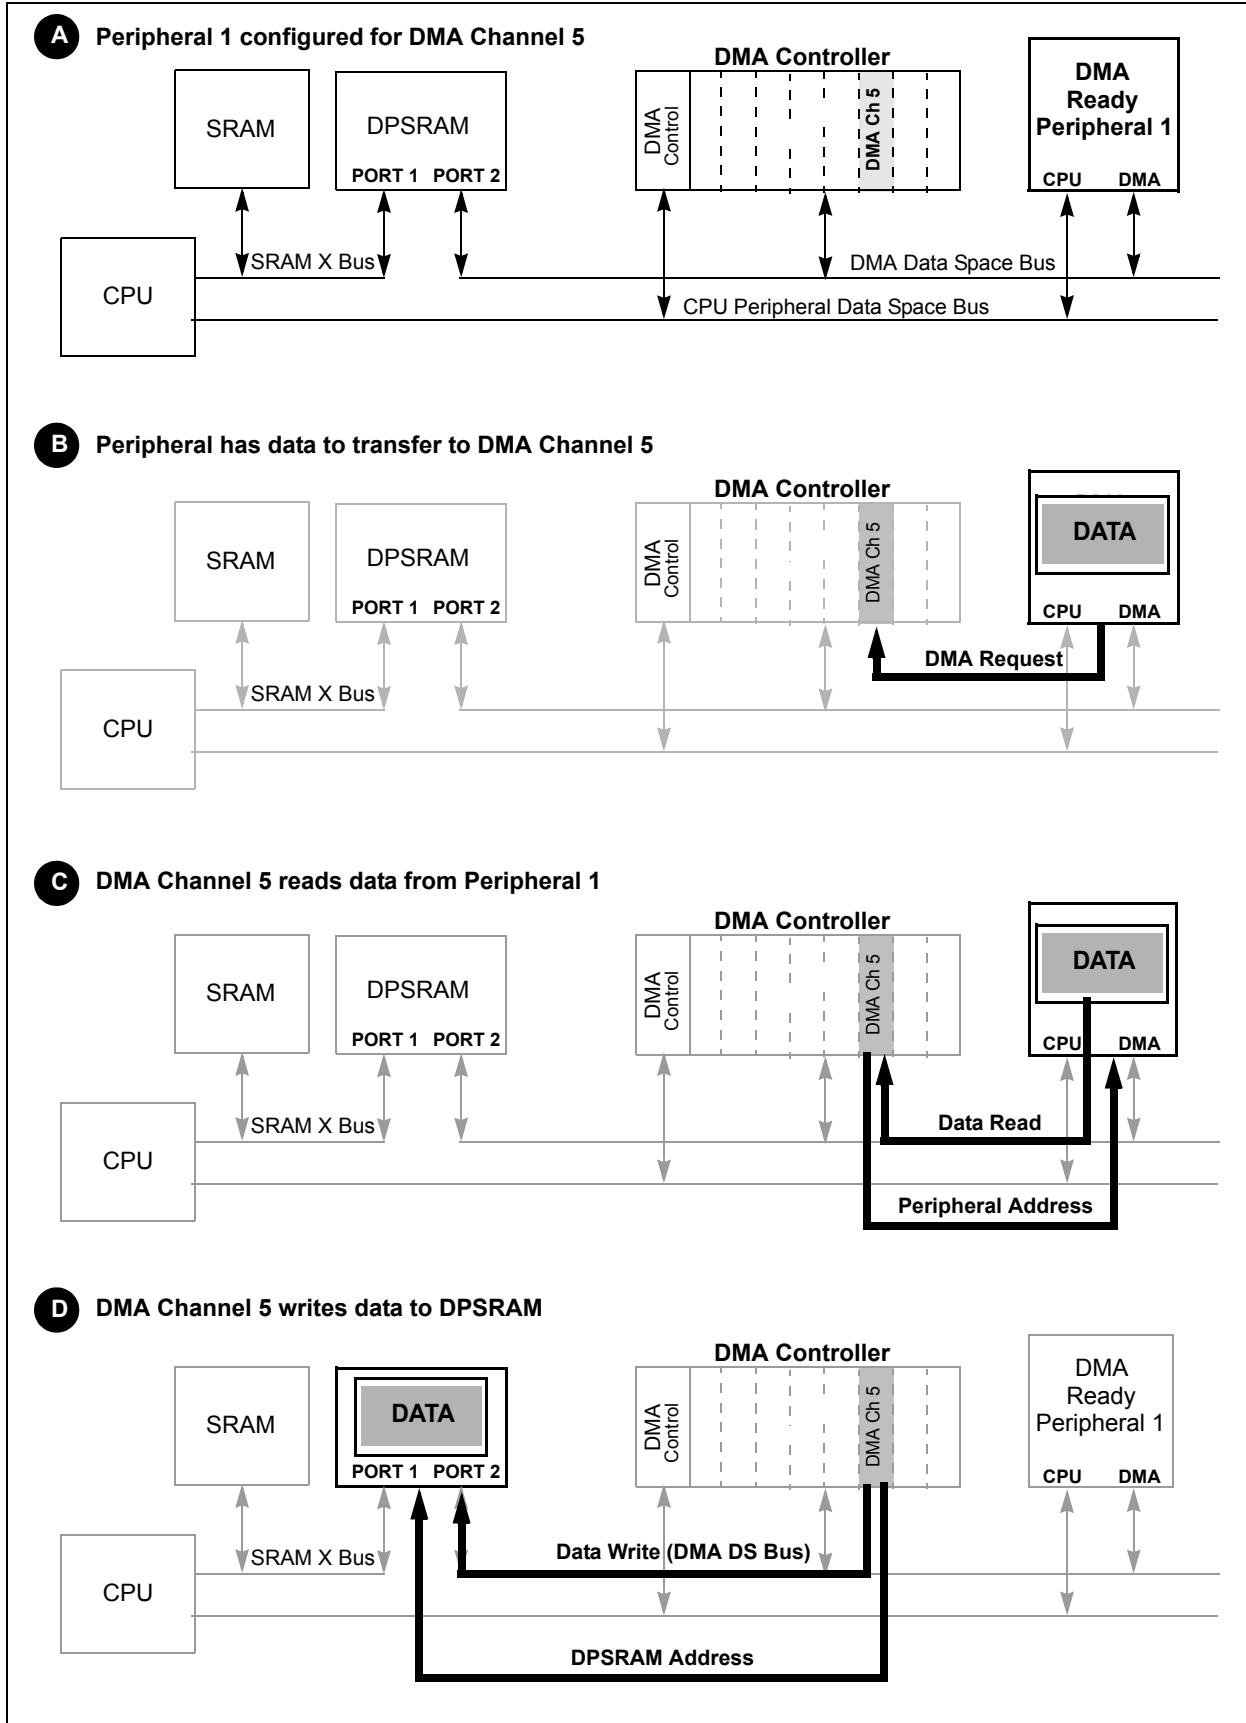 A Peripheral 1 configured for DMA Channel 5
DMA Controller
SRAM
DPSRAM
PORT 1 PORT 2
DMA
Control
DMA Ch 5
DMA
Ready
Peripheral 1
CPU DMA
SRAM X Bus
DMA Data Space Bus
CPU
CPU Peripheral Data Space Bus
B Peripheral has data to transfer to DMA Channel 5
DMA Controller
SRAM
DPSRAM
PORT 1 PORT 2
DMA
Control
DMA Ch 5
DATA
CPU DMA
DMA Request
SRAM X Bus
CPU
C DMA Channel 5 reads data from Peripheral 1
DMA Controller
SRAM
DPSRAM
PORT 1 PORT 2
DMA
Control
DMA Ch 5
DATA
CPU DMA
SRAM X Bus
Data Read
CPU
Peripheral Address
D DMA Channel 5 writes data to DPSRAM
DMA Controller
SRAM
DATA
PORT 1 PORT 2
DMA
Control
DMA Ch 5
DMA
Ready
Peripheral 1
CPU DMA
SRAM X Bus
Data Write (DMA DS Bus)
CPU
DPSRAM Address